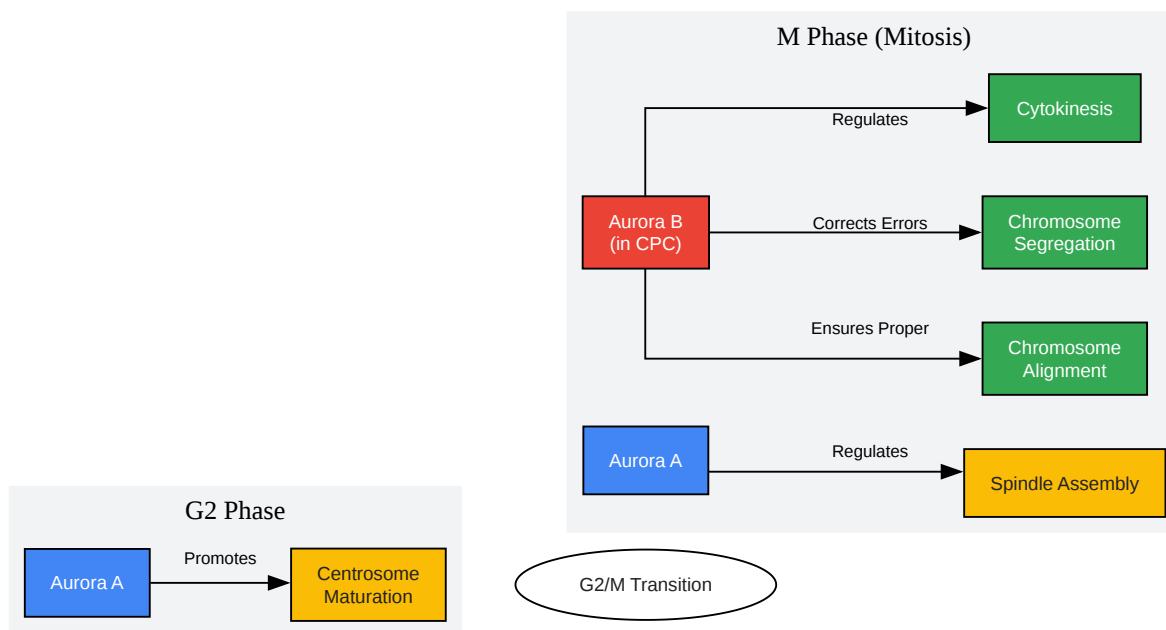 M Phase (Mitosis)
Cytokinesis
Regulates
Aurora B
(in CPC)
Corrects Errors
Chromosome
Segregation
Ensures Proper
Chromosome
Alignment
Aurora A
Regulates
Spindle Assembly
G2 Phase
Aurora A
Promotes
Centrosome
Maturation
G2/M Transition